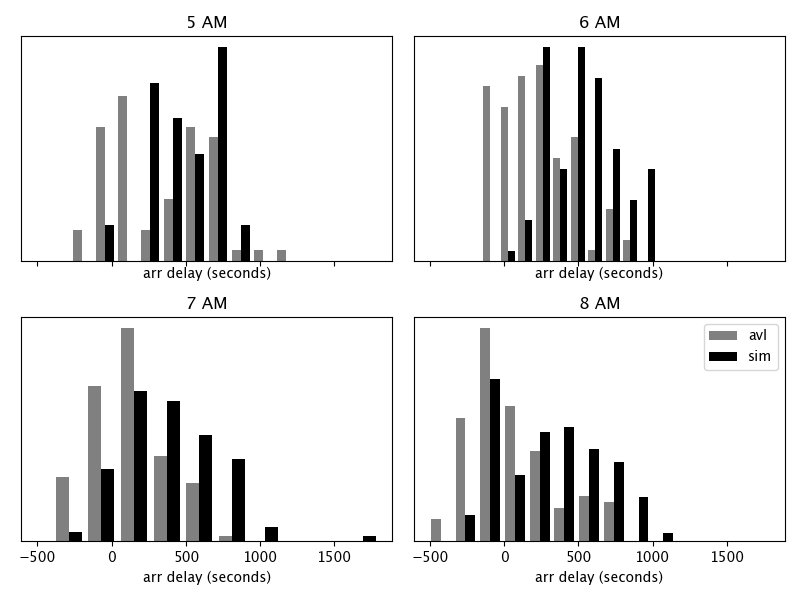 5 AM
6 AM
arr delay (seconds)
arr delay (seconds)
7 AM
8 AM
avl
sim
−500 0 500 1000 1500
−500 0 500 1000 1500
arr delay (seconds)
arr delay (seconds)